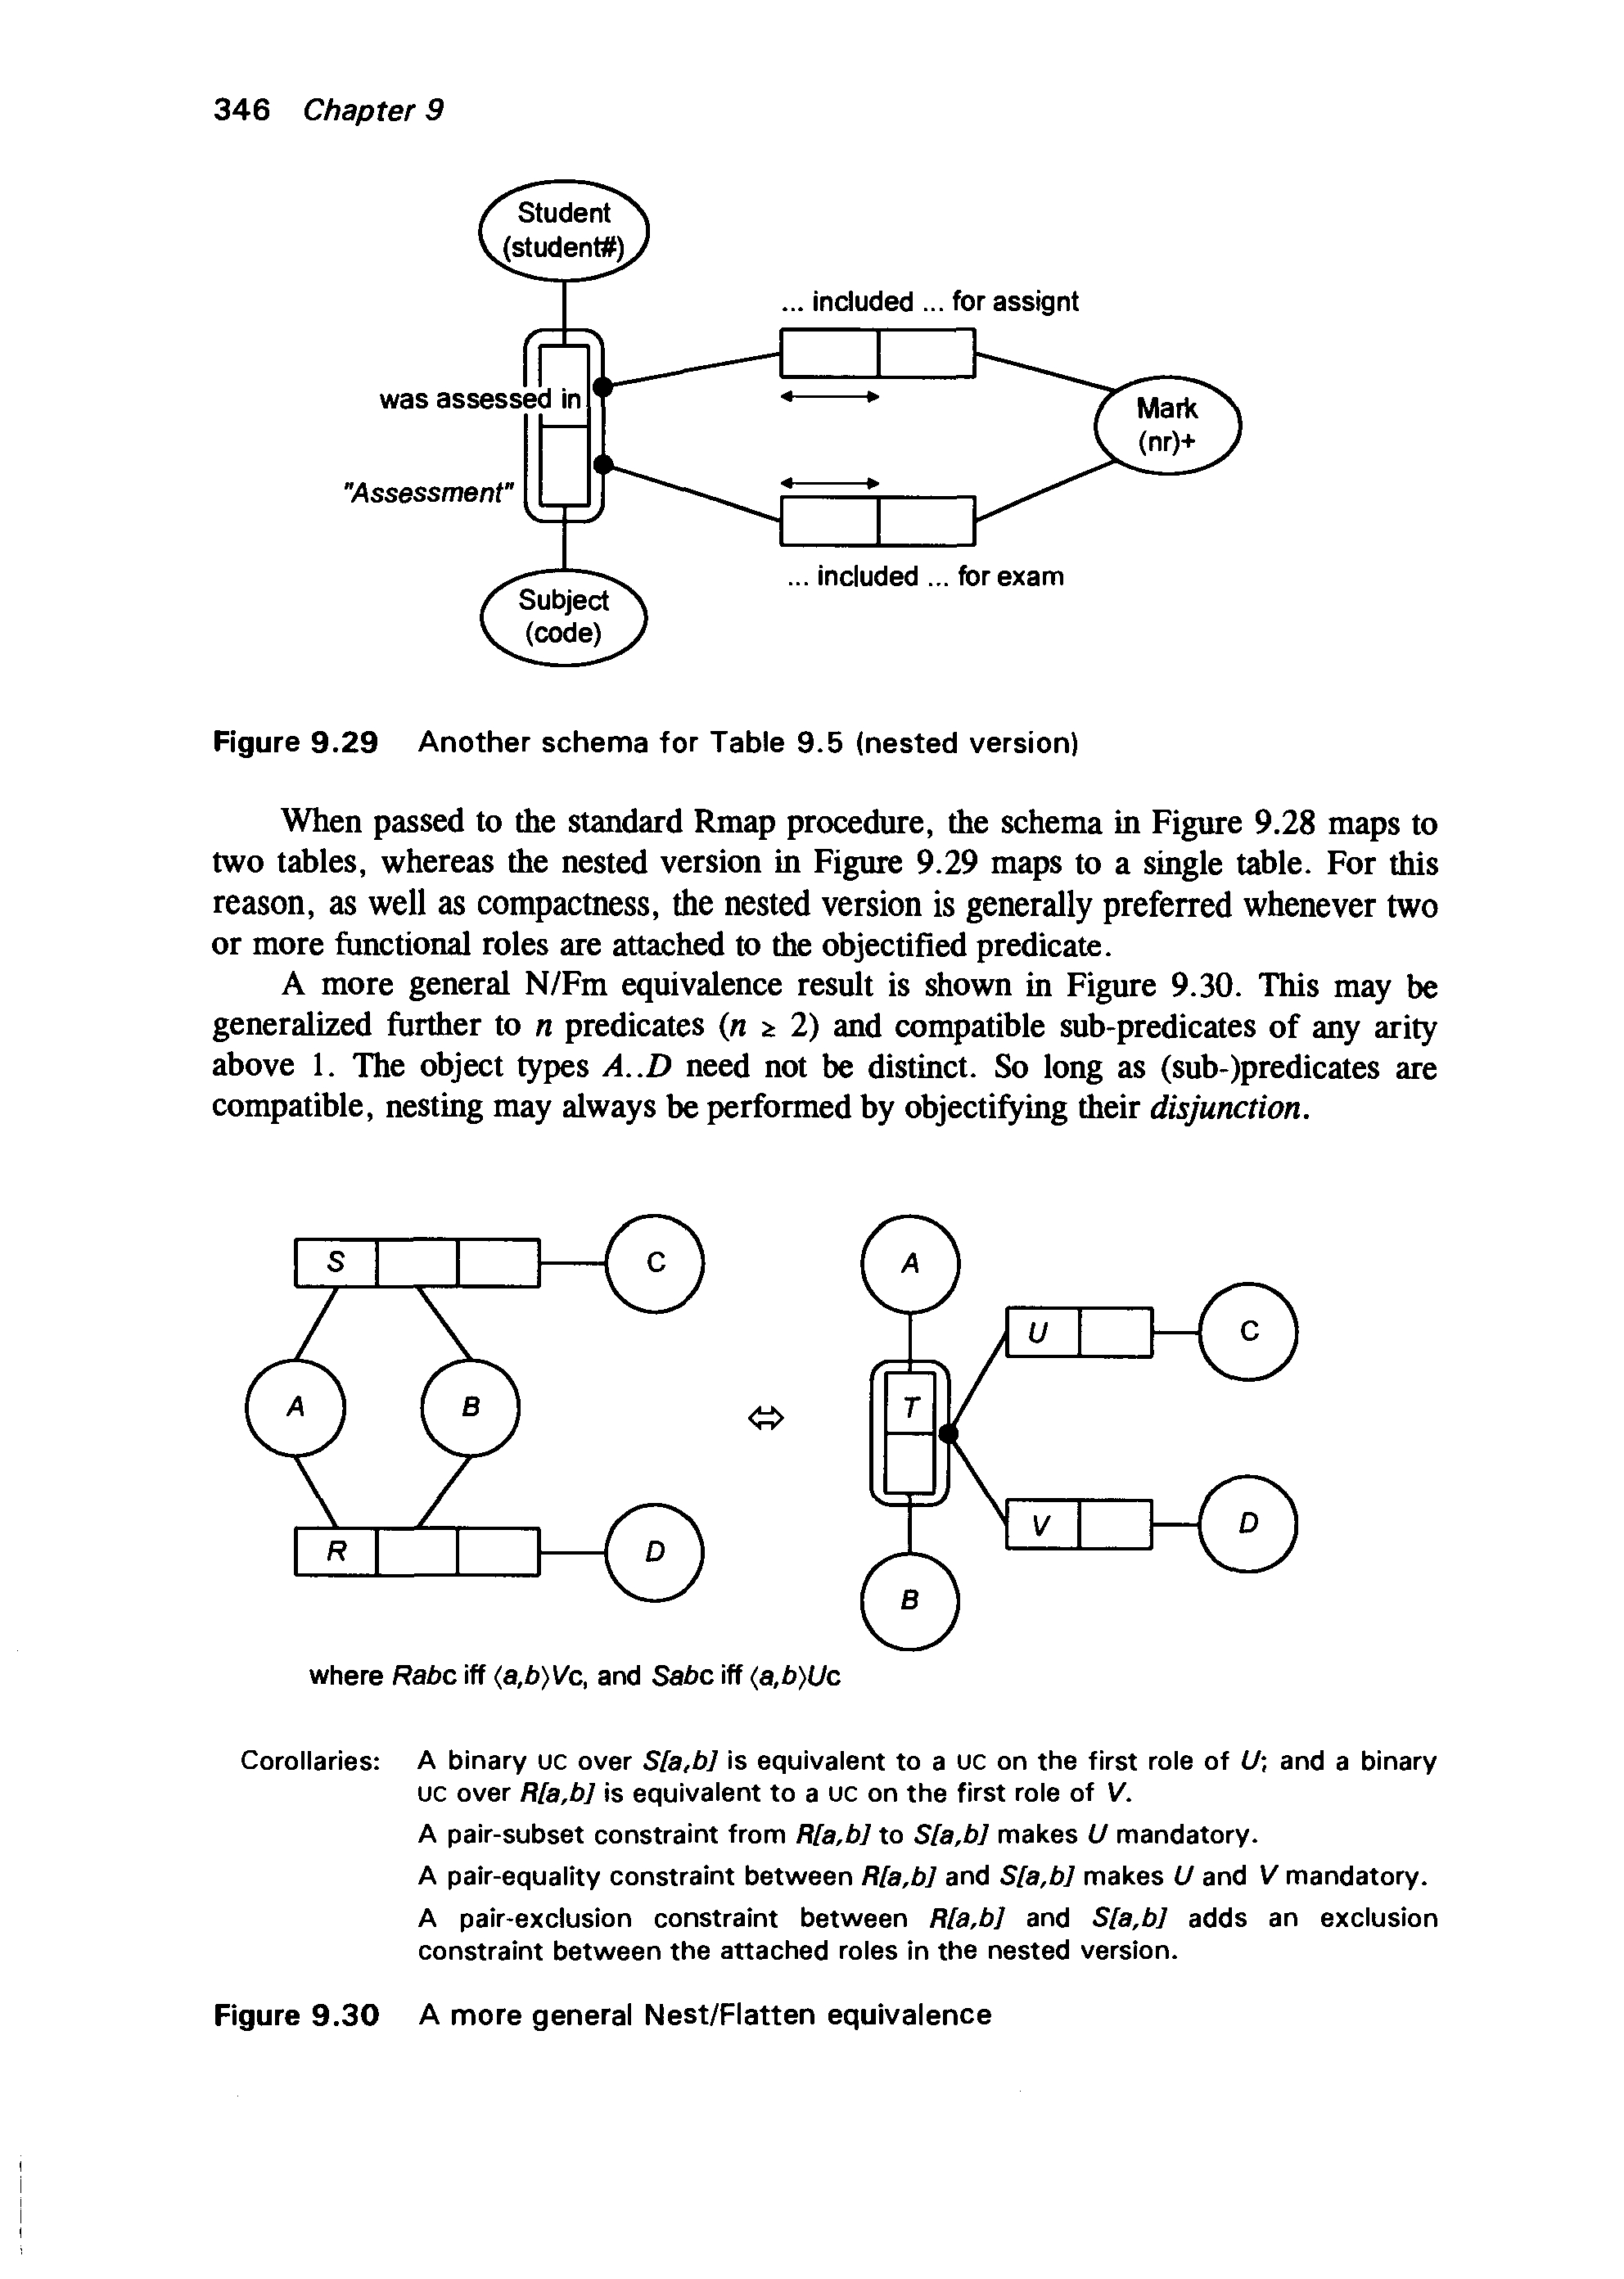 346 Chapter 9
Student
(student#)
... included ... for assignt
was assessed in
Mark
(nr)+
"Assessment"
... included ... for exam
Subject
(code)
Figure 9.29 Another schema for Table 9.5 (nested version)
When passed to the standard Rmap procedure, the schema in Figure 9.28 maps to
two tables, whereas the nested version in Figure 9.29 maps to a single table. For this
reason, as well as compactness, the nested version is generally preferred whenever two
or more functional roles are attached to the objectified predicate.
A more general N/Fm equivalence result is shown in Figure 9.30. This may be
generalized further to n predicates (n ≥ 2) and compatible sub-predicates of any arity
above 1. The object types A..D need not be distinct. So long as (sub-)predicates are
compatible, nesting may always be performed by objectifying their disjunction.
S
C
A
B
R
D
⇔
A
U
C
T
V
D
B
where Rabc iff ⟨a,b⟩Vc, and Sabc iff ⟨a,b⟩Uc
Corollaries: A binary UC over S[a,b] is equivalent to a UC on the first role of U; and a binary
UC over R[a,b] is equivalent to a UC on the first role of V.
A pair-subset constraint from R[a,b] to S[a,b] makes U mandatory.
A pair-equality constraint between R[a,b] and S[a,b] makes U and V mandatory.
A pair-exclusion constraint between R[a,b] and S[a,b] adds an exclusion
constraint between the attached roles in the nested version.
Figure 9.30 A more general Nest/Flatten equivalence